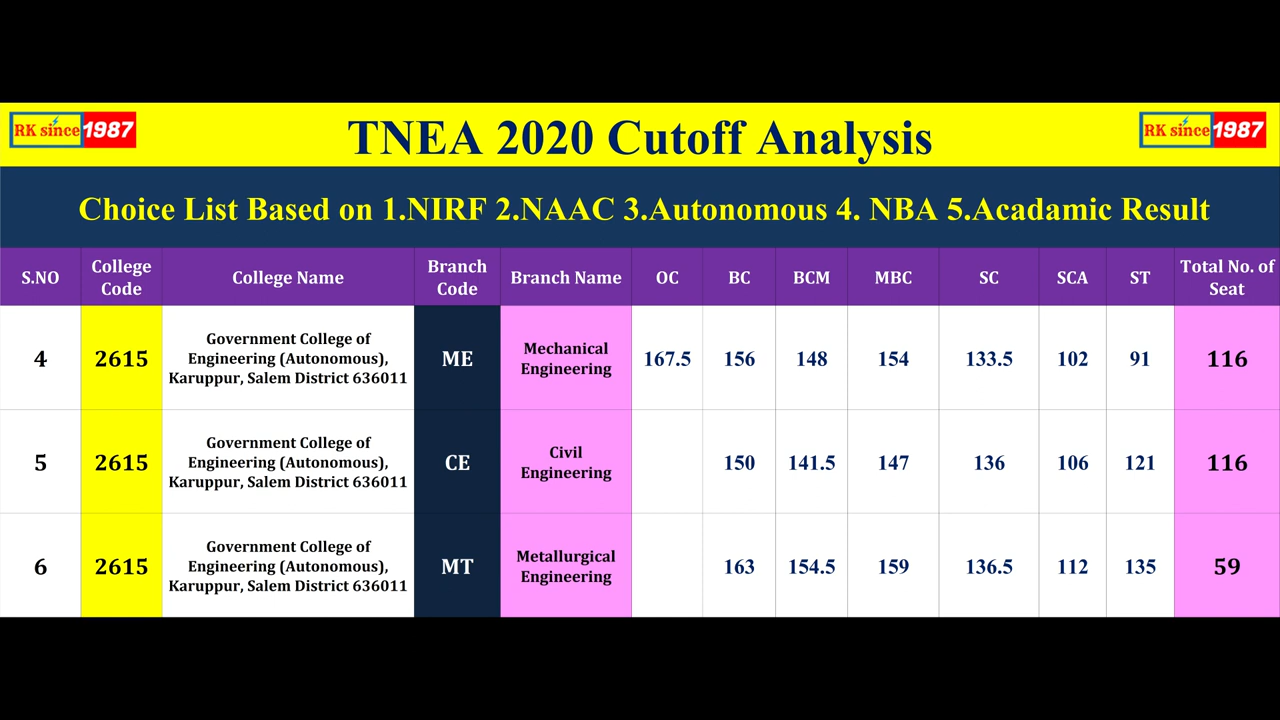 RK since 1987
TNEA 2020 Cutoff Analysis
RK since 1987
Choice List Based on 1.NIRF 2.NAAC 3.Autonomous 4. NBA 5.Acadamic Result
S.NO College Code College Name Branch Code Branch Name OC BC BCM MBC SC SCA ST Total No. of Seat
4 2615 Government College of Engineering (Autonomous), Karuppur, Salem District 636011 ME Mechanical Engineering 167.5 156 148 154 133.5 102 91 116
5 2615 Government College of Engineering (Autonomous), Karuppur, Salem District 636011 CE Civil Engineering 150 141.5 147 136 106 121 116
6 2615 Government College of Engineering (Autonomous), Karuppur, Salem District 636011 MT Metallurgical Engineering 163 154.5 159 136.5 112 135 59